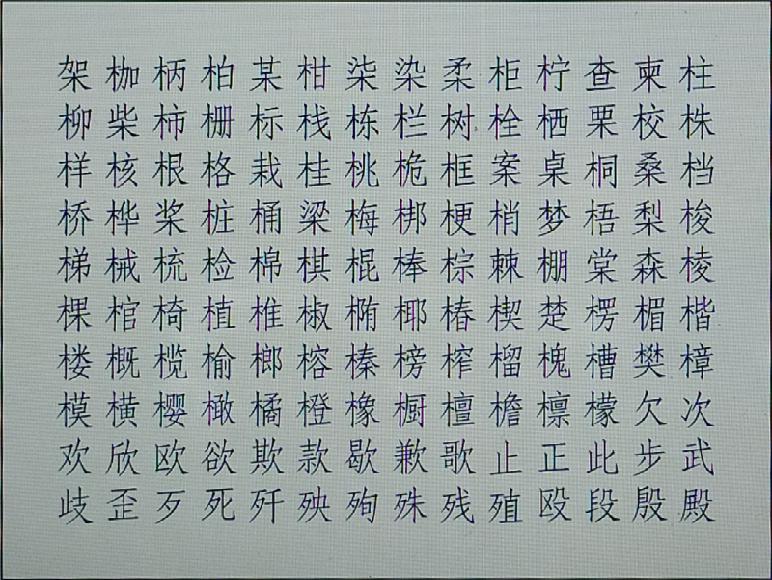 架枷柄柏某柑柒染柔柜柠查柬柱
柳柴柿栅标栈栋栏树栓栖栗校株
样核根格栽桂桃桅框案桌桐桑档
桥桦桨桩桶梁梅梆梗梢梦梧梨梭
梯械梳检棉棋棍棒棕棘棚棠森棱
棵棺椅植椎椒椭椰椿楔楚楞楣楷
楼概榄榆榔榕榛榜榨榴槐槽樊樟
模横樱橄橘橙橡橱檀檐檩檬欠次
欢欣欧欲欺款歇歉歌止正此步武
歧歪歹死歼殃殉殊残殖殴段殷殿